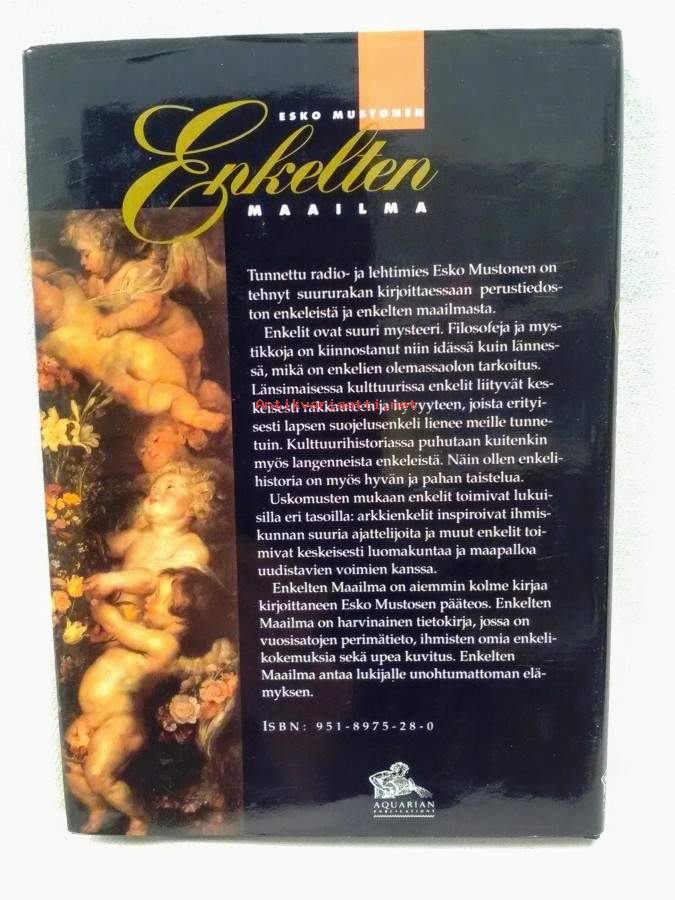 ESKO MUSTONEN
Enkelten
MAAILMA
Tunnettu radio- ja lehtimies Esko Mustonen on
tehnyt suururakan kirjoittaessaan perustiedos-
ton enkeleistä ja enkelten maailmasta.
Enkelit ovat suuri mysteeri. Filosofeja ja mys-
tikkoja on kiinnostanut niin idässä kuin lännes-
sä, mikä on enkelien olemassaolon tarkoitus.
Länsimaisessa kulttuurissa enkelit liittyvät kes-
keisesti rakkauteen ja hyvyyteen, joista erityi-
Antikvariaatti.net
sesti lapsen suojelusenkeli lienee meille tunne-
tuin. Kulttuurihistoriassa puhutaan kuitenkin
myös langenneista enkeleistä. Näin ollen enkeli-
historia on myös hyvän ja pahan taistelua.
Uskomusten mukaan enkelit toimivat lukui-
silla eri tasoilla: arkkienkelit inspiroivat ihmis-
kunnan suuria ajattelijoita ja muut enkelit toi-
mivat keskeisesti luomakuntaa ja maapalloa
uudistavien voimien kanssa.
Enkelten Maailma on aiemmin kolme kirjaa
kirjoittaneen Esko Mustosen pääteos. Enkelten
Maailma on harvinainen tietokirja, jossa on
vuosisatojen perimätieto, ihmisten omia enkeli-
kokemuksia sekä upea kuvitus. Enkelten
Maailma antaa lukijalle unohtumattoman elä-
myksen.
ISBN: 951-8975-28-0
AQUARIAN
PUBLICATIONS